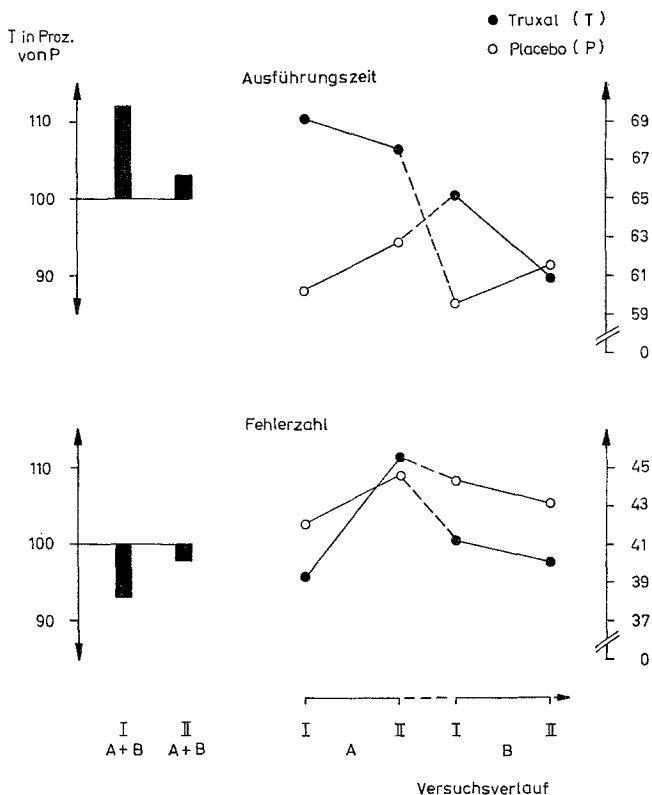 ● Truxal (T)
○ Placebo (P)
T in Proz.
von P
Ausführungszeit
110
100
90
69
67
65
63
61
59
0
Fehlerzahl
110
100
90
45
43
41
39
37
0
I II
A+B A+B
I II I II
A B
Versuchsverlauf